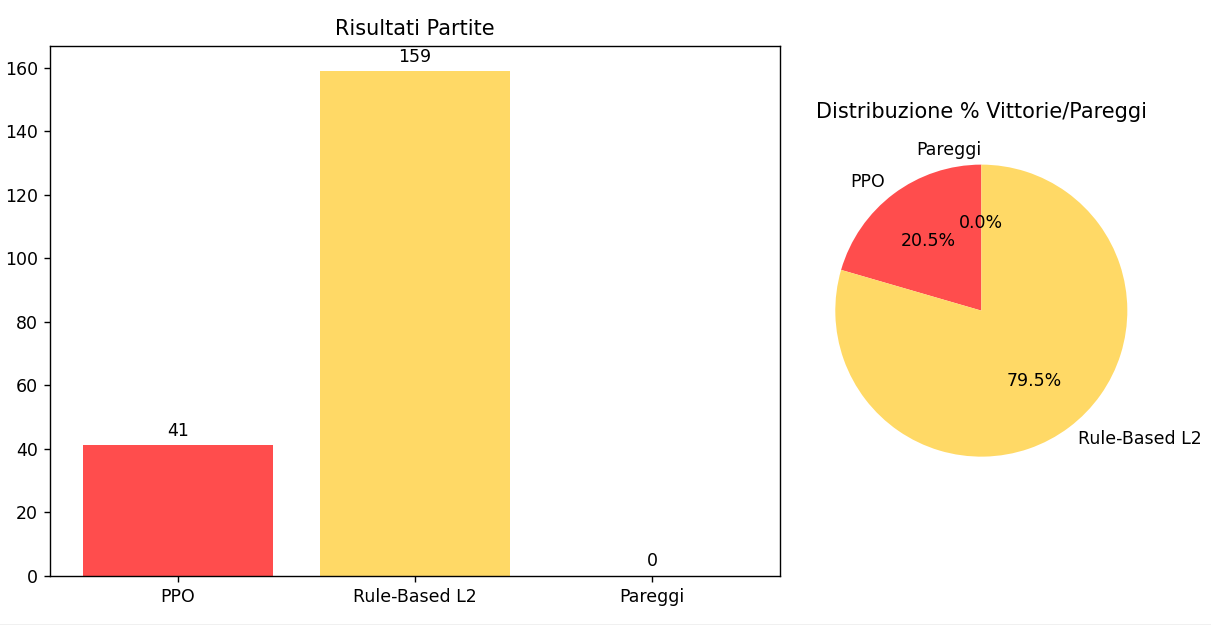 Risultati Partite
159
160
140
120
100
80
60
41
40
20
0
0
PPO
Rule-Based L2
Pareggi
Distribuzione % Vittorie/Pareggi
Pareggi
PPO
0.0%
20.5%
79.5%
Rule-Based L2